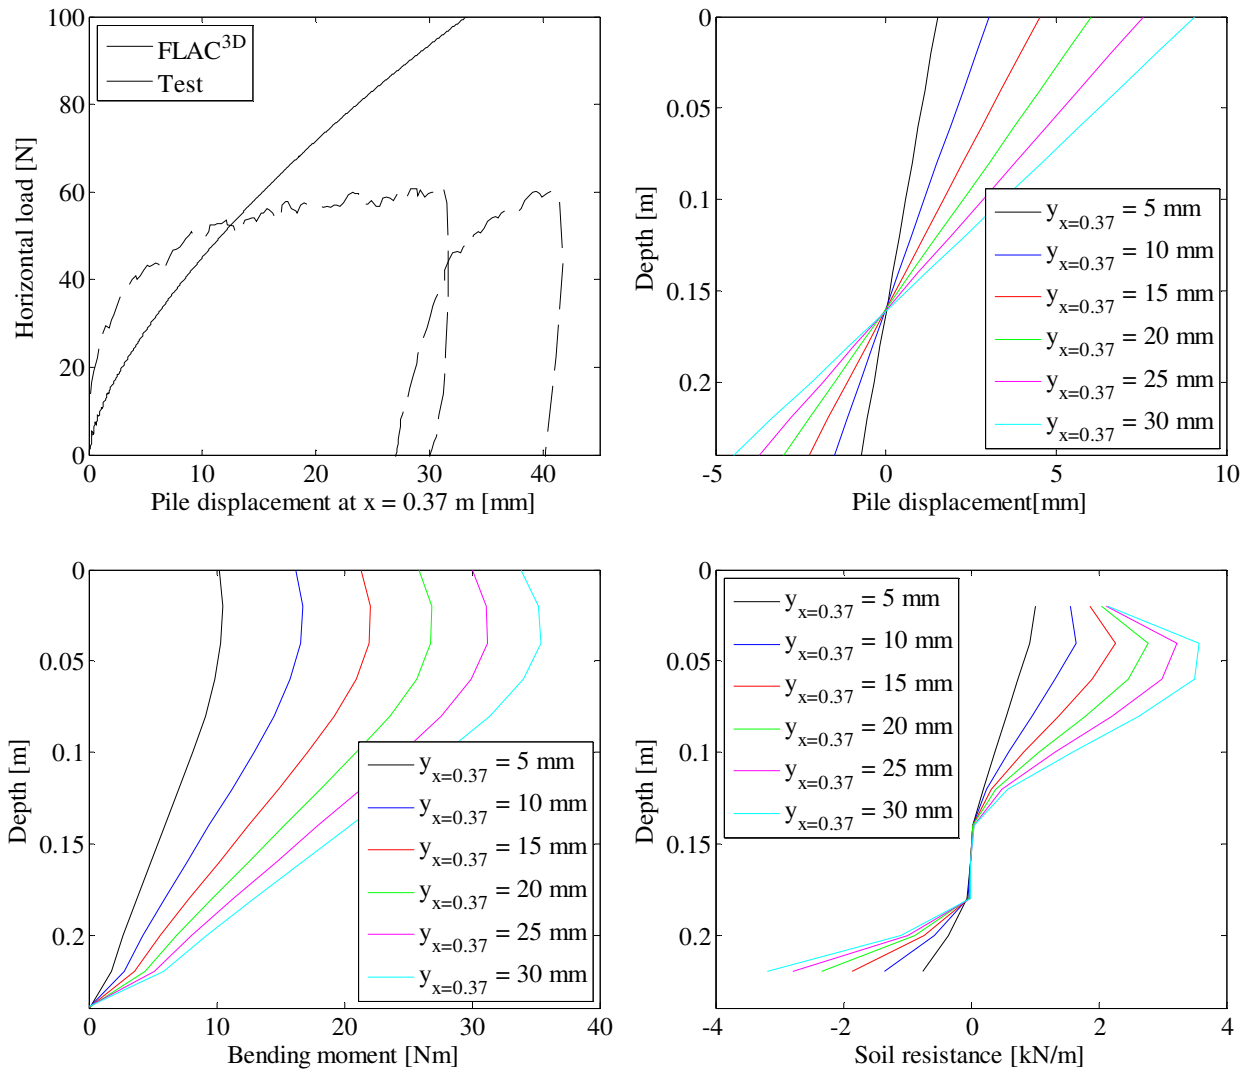 100
80
60
40
20
0
Horizontal load [N]
FLAC3D
Test
0 10 20 30 40
Pile displacement at x = 0.37 m [mm]
0
0.05
0.1
0.15
0.2
Depth [m]
yx=0.37 = 5 mm
yx=0.37 = 10 mm
yx=0.37 = 15 mm
yx=0.37 = 20 mm
yx=0.37 = 25 mm
yx=0.37 = 30 mm
-5 0 5 10
Pile displacement[mm]
0
0.05
0.1
0.15
0.2
Depth [m]
yx=0.37 = 5 mm
yx=0.37 = 10 mm
yx=0.37 = 15 mm
yx=0.37 = 20 mm
yx=0.37 = 25 mm
yx=0.37 = 30 mm
0 10 20 30 40
Bending moment [Nm]
0
0.05
0.1
0.15
0.2
Depth [m]
yx=0.37 = 5 mm
yx=0.37 = 10 mm
yx=0.37 = 15 mm
yx=0.37 = 20 mm
yx=0.37 = 25 mm
yx=0.37 = 30 mm
-4 -2 0 2 4
Soil resistance [kN/m]